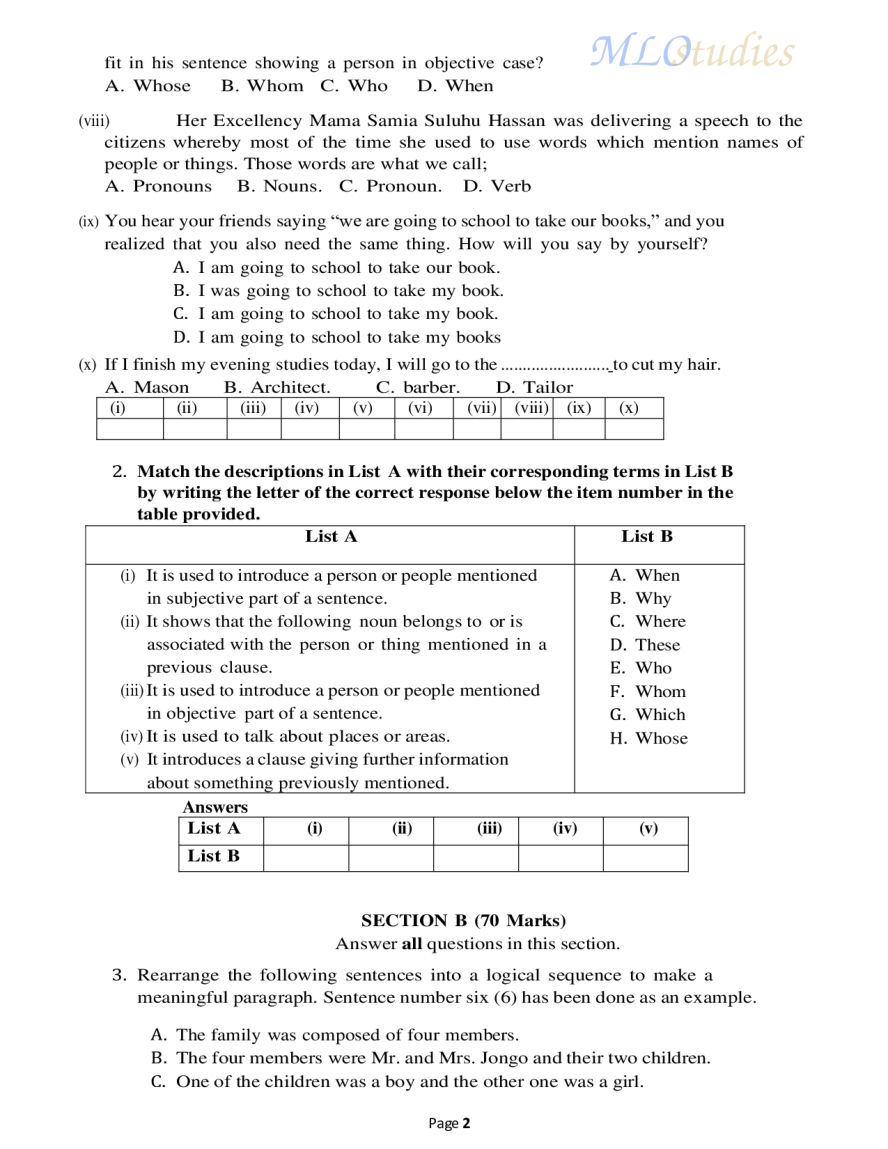 MLOstudies
fit in his sentence showing a person in objective case?
A. Whose B. Whom C. Who D. When
(viii) Her Excellency Mama Samia Suluhu Hassan was delivering a speech to the
citizens whereby most of the time she used to use words which mention names of
people or things. Those words are what we call;
A. Pronouns B. Nouns. C. Pronoun. D. Verb
(ix) You hear your friends saying “we are going to school to take our books,” and you
realized that you also need the same thing. How will you say by yourself?
A. I am going to school to take our book.
B. I was going to school to take my book.
C. I am going to school to take my book.
D. I am going to school to take my books
(x) If I finish my evening studies today, I will go to the ......................... to cut my hair.
A. Mason B. Architect. C. barber. D. Tailor
(i) (ii) (iii) (iv) (v) (vi) (vii) (viii) (ix) (x)
2. Match the descriptions in List A with their corresponding terms in List B
by writing the letter of the correct response below the item number in the
table provided.
List A List B
(i) It is used to introduce a person or people mentioned
in subjective part of a sentence.
(ii) It shows that the following noun belongs to or is
associated with the person or thing mentioned in a
previous clause.
(iii) It is used to introduce a person or people mentioned
in objective part of a sentence.
(iv) It is used to talk about places or areas.
(v) It introduces a clause giving further information
about something previously mentioned.
A. When
B. Why
C. Where
D. These
E. Who
F. Whom
G. Which
H. Whose
Answers
List A (i) (ii) (iii) (iv) (v)
List B
SECTION B (70 Marks)
Answer all questions in this section.
3. Rearrange the following sentences into a logical sequence to make a
meaningful paragraph. Sentence number six (6) has been done as an example.
A. The family was composed of four members.
B. The four members were Mr. and Mrs. Jongo and their two children.
C. One of the children was a boy and the other one was a girl.
Page 2